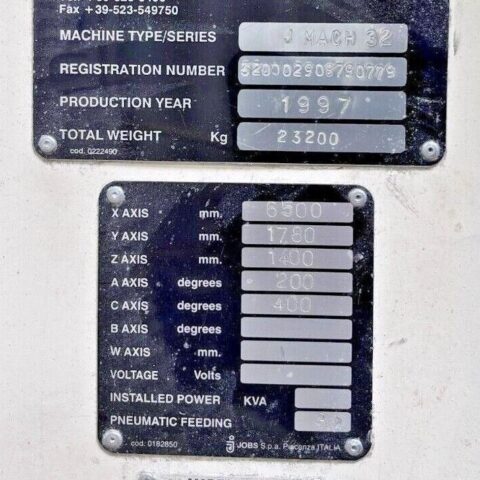 Fax +39-523-549750
MACHINE TYPE/SERIES J MACH 32
REGISTRATION NUMBER
PRODUCTION YEAR 1997
TOTAL WEIGHT Kg 23200
cod. 0222490
X AXIS mm. 6500
Y AXIS mm. 1780
Z AXIS mm. 1400
A AXIS degrees 200
C AXIS degrees 400
B AXIS degrees
W AXIS mm.
VOLTAGE Volts
INSTALLED POWER KVA
PNEUMATIC FEEDING
cod. 0182850 JOBS S.p.a. Piacenza ITALIA